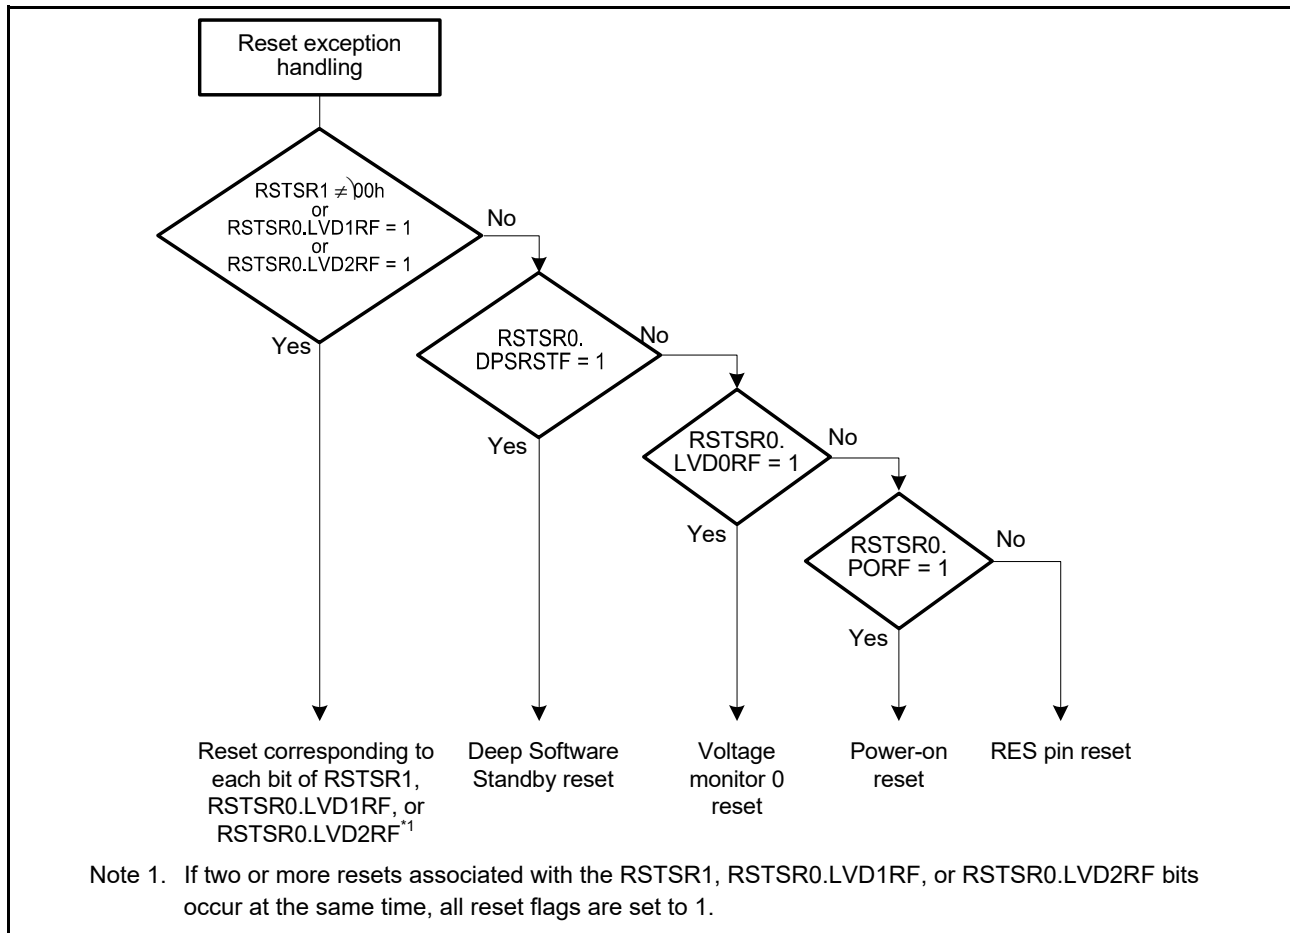 Reset exception
handling
RSTSR1 ≠ 00h
or
RSTSR0.LVD1RF = 1
or
RSTSR0.LVD2RF = 1
No
Yes
RSTSR0.
DPSRSTF = 1
No
Yes
RSTSR0.
LVD0RF = 1
No
Yes
RSTSR0.
PORF = 1
No
Yes
Reset corresponding to
each bit of RSTSR1,
RSTSR0.LVD1RF, or
RSTSR0.LVD2RF*1
Deep Software
Standby reset
Voltage
monitor 0
reset
Power-on
reset
RES pin reset
Note 1. If two or more resets associated with the RSTSR1, RSTSR0.LVD1RF, or RSTSR0.LVD2RF bits
occur at the same time, all reset flags are set to 1.